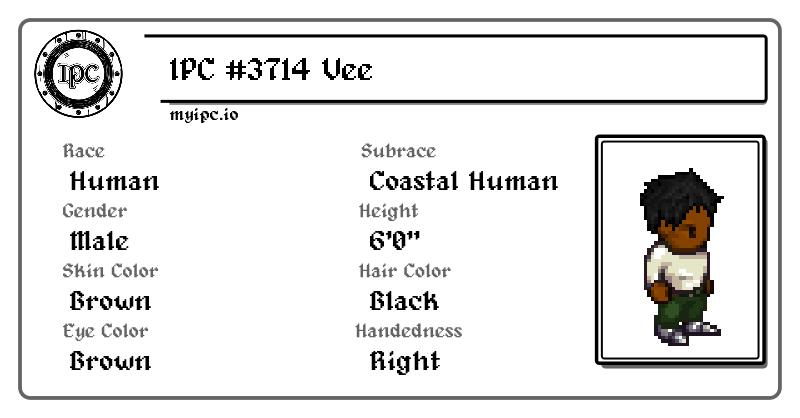 IPC
IPC #3714 Vee
myipc.io
Race
Human
Subrace
Coastal Human
Gender
Male
Height
6'0"
Skin Color
Brown
Hair Color
Black
Eye Color
Brown
Handedness
Right